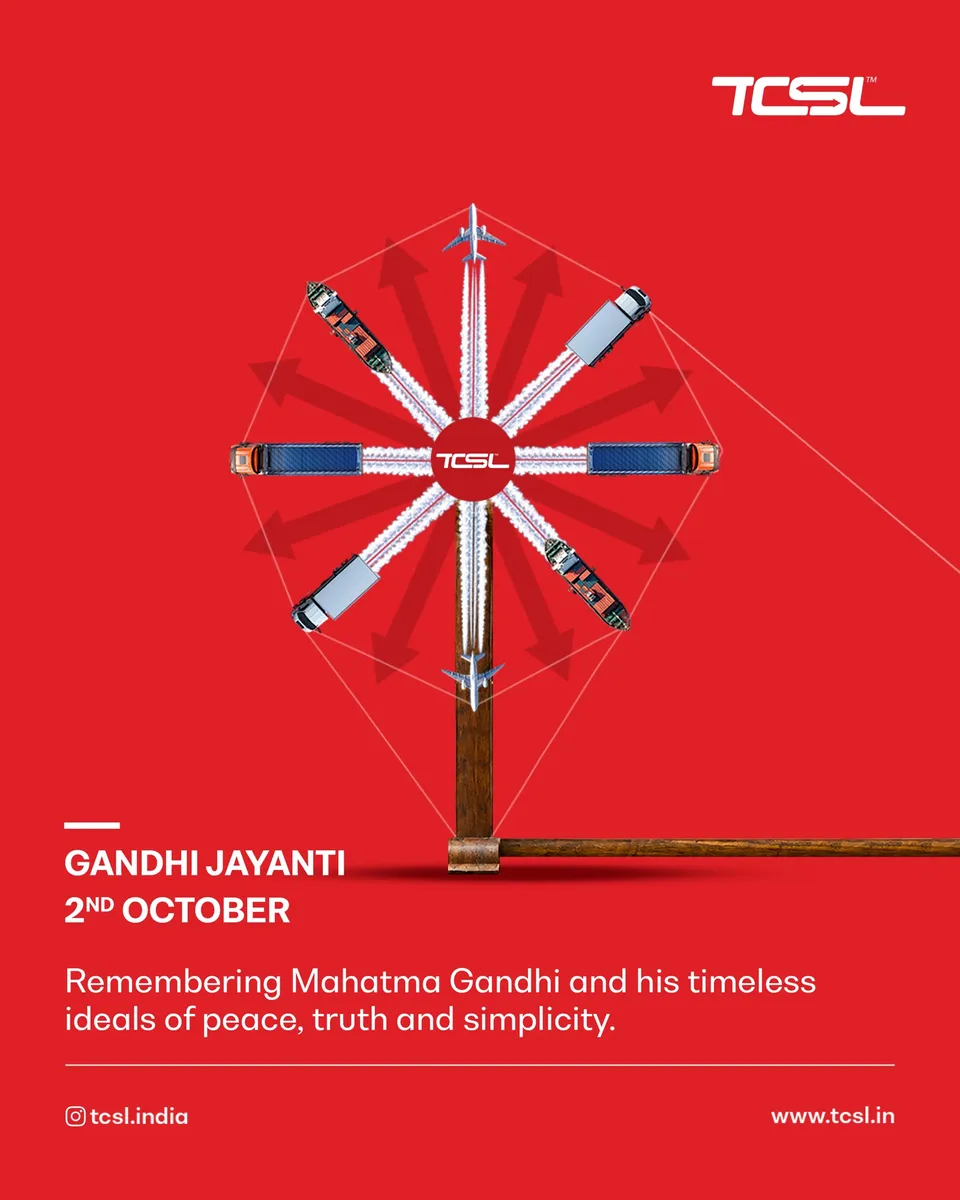 TCSL™
TCSL
GANDHI JAYANTI
2ND OCTOBER
Remembering Mahatma Gandhi and his timeless
ideals of peace, truth and simplicity.
tcsl.india
www.tcsl.in